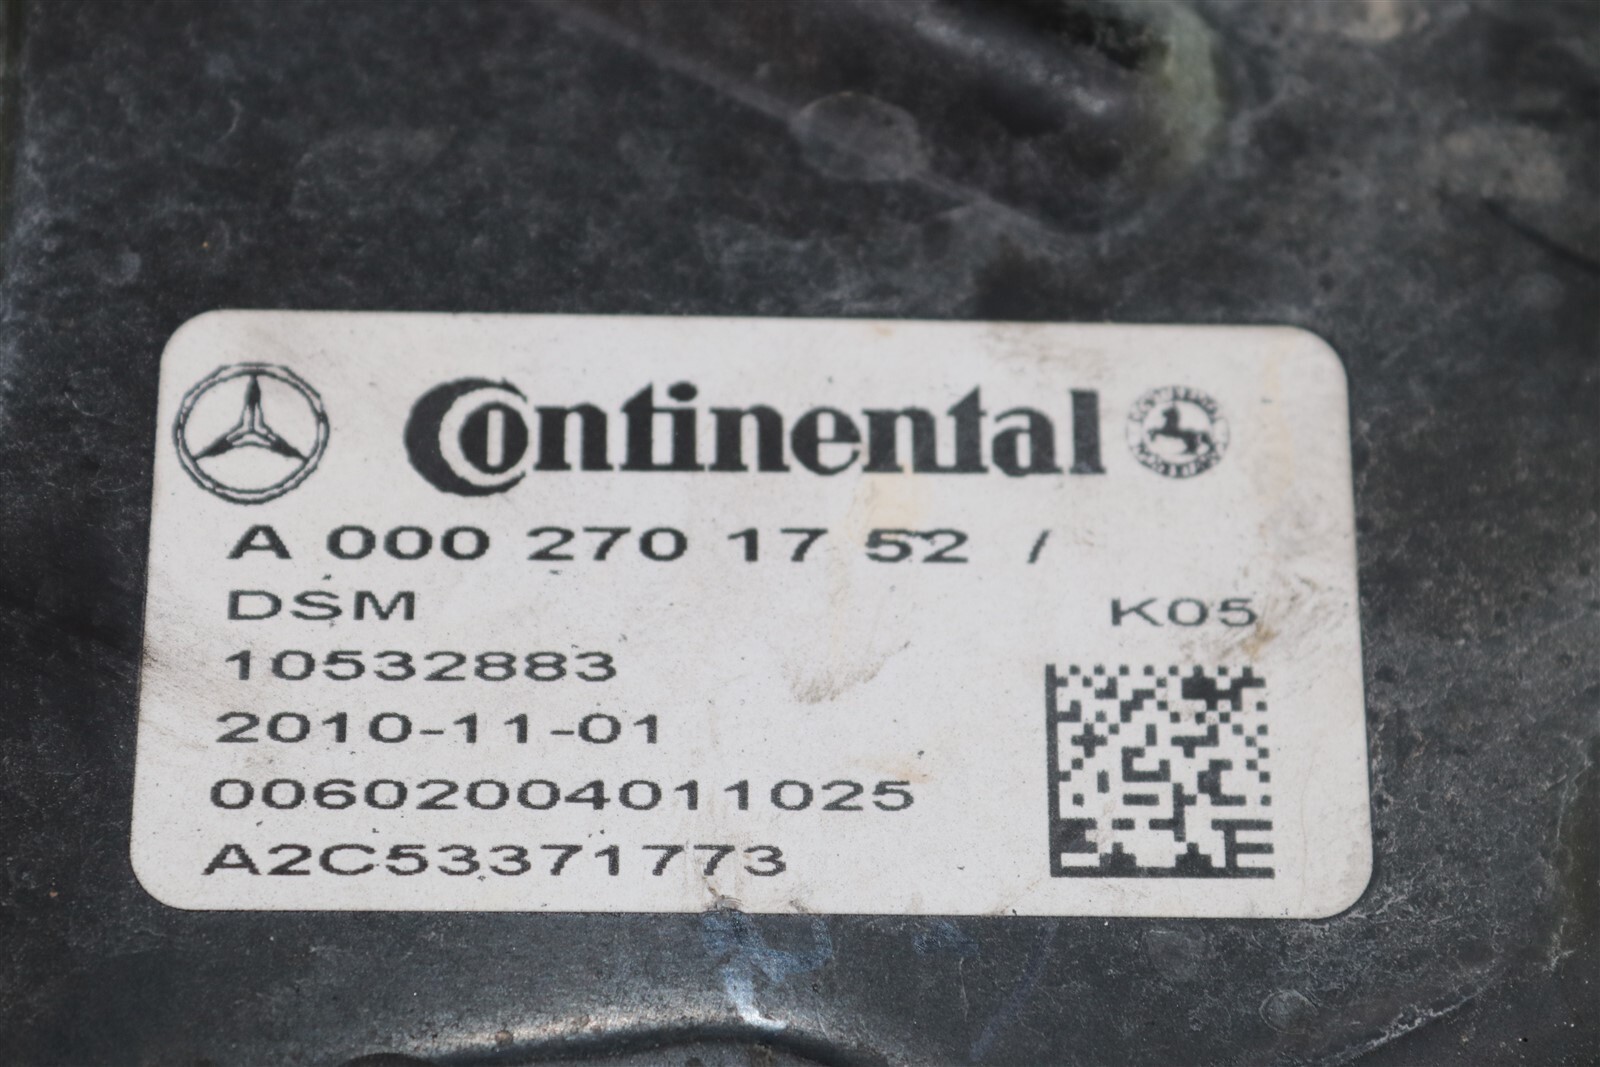 Continental
A 000 270 17 52 /
DSM K05
10532883
2010-11-01
00602004011025
A2C53371773